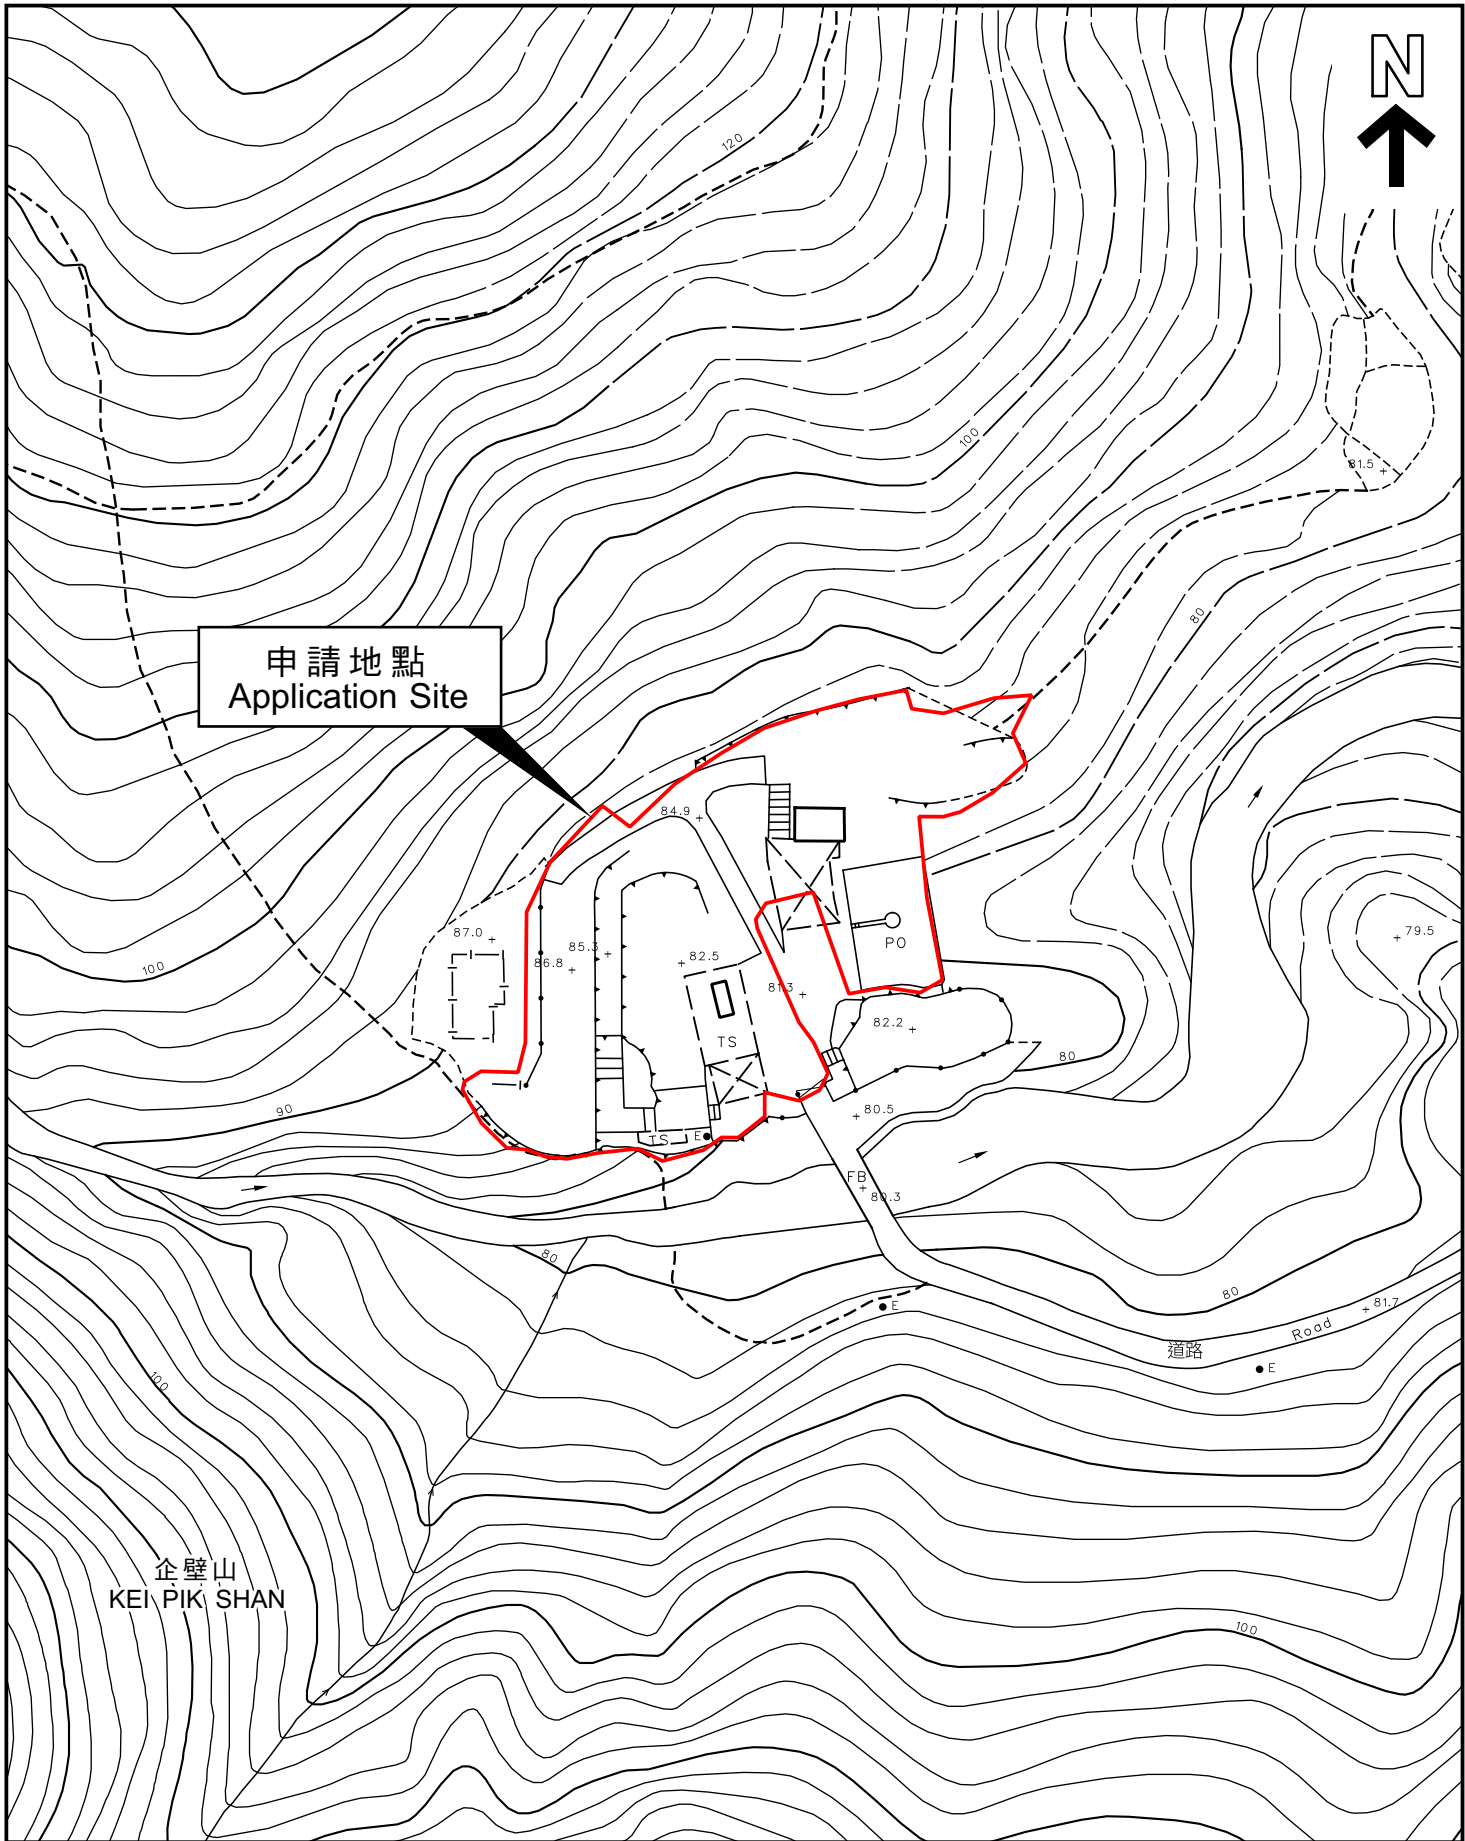 N
120
100
81.5
80
申請地點
Application Site
84.9
87.0
85.3
86.8
82.5
PO
79.5
100
81.3
82.2
TS
80
90
80.5
TS
E
FB
80.3
80
80
81.7
E
Road
道路
E
100
企壁山
KEI PIK SHAN
100